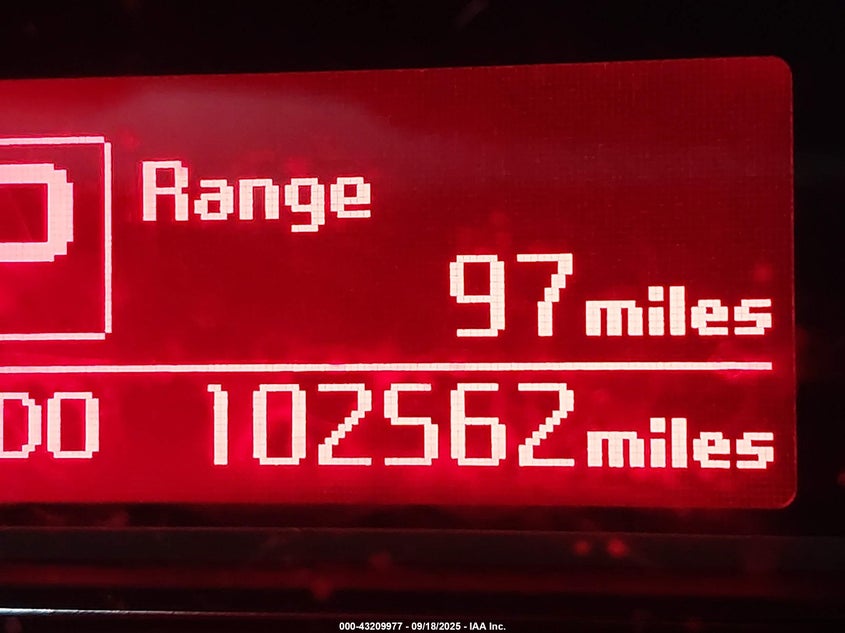 Range
97 miles
DO 102562 miles
000-43209977 - 09/18/2025 - IAA Inc.